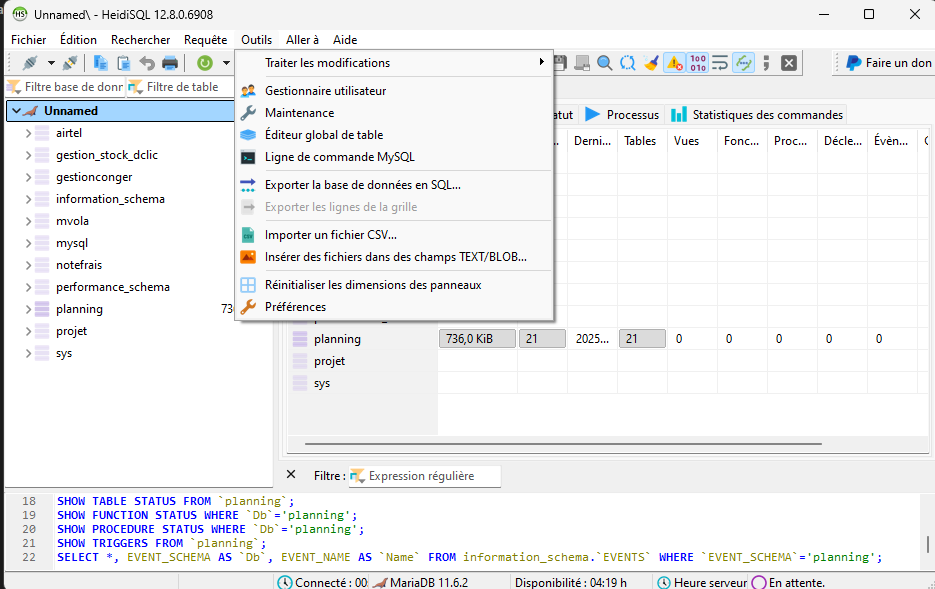 Unnamed\ - HeidiSQL 12.8.0.6908
Fichier Édition Rechercher Requête Outils Aller à Aide
Faire un don
Filtre base de donr Filtre de table
Unnamed
airtel
gestion_stock_dclic
gestionconger
information_schema
mvola
mysql
notefrais
performance_schema
planning 73
projet
sys
Traiter les modifications
Gestionnaire utilisateur
Maintenance
Éditeur global de table
Ligne de commande MySQL
Exporter la base de données en SQL...
Exporter les lignes de la grille
Importer un fichier CSV...
Insérer des fichiers dans des champs TEXT/BLOB...
Réinitialiser les dimensions des panneaux
Préférences
atut Processus Statistiques des commandes
... Derni... Tables Vues Fonc... Proc... Décle... Évèn...
planning 736,0 KiB 21 2025... 21 0 0 0 0 0
projet
sys
Filtre : Expression régulière
18 SHOW TABLE STATUS FROM `planning`;
19 SHOW FUNCTION STATUS WHERE `Db`='planning';
20 SHOW PROCEDURE STATUS WHERE `Db`='planning';
21 SHOW TRIGGERS FROM `planning`;
22 SELECT *, EVENT_SCHEMA AS `Db`, EVENT_NAME AS `Name` FROM information_schema.`EVENTS` WHERE `EVENT_SCHEMA`='planning';
Connecté : 00 MariaDB 11.6.2 Disponibilité : 04:19 h Heure serveur En attente.